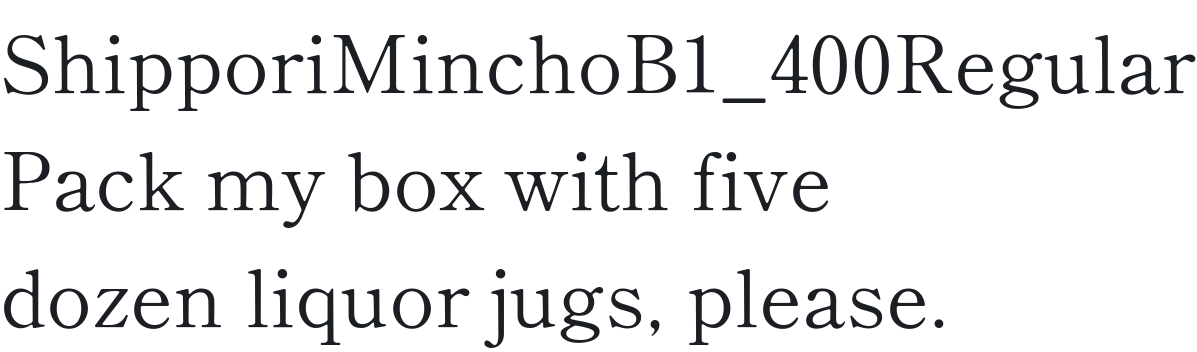 ShipporiMinchoB1_400Regular
Pack my box with five
dozen liquor jugs, please.